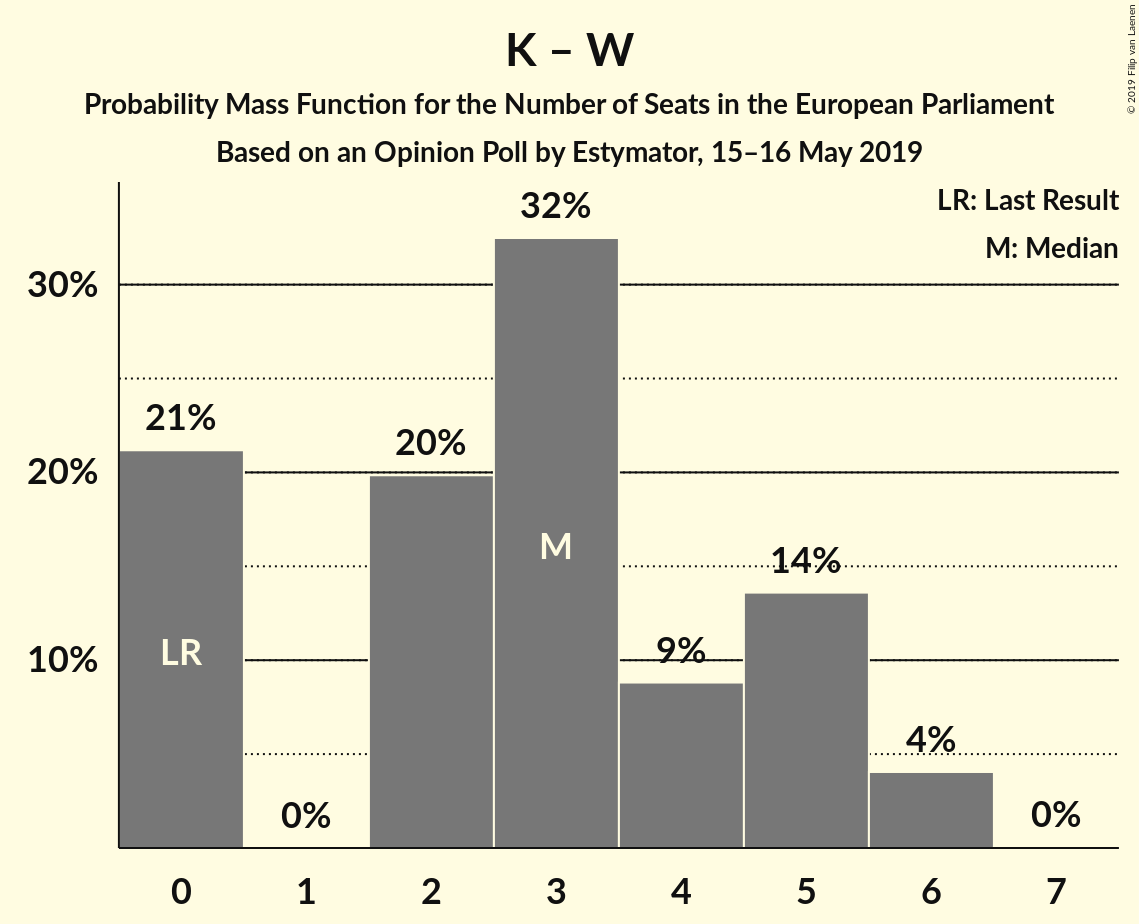 K – W
Probability Mass Function for the Number of Seats in the European Parliament
Based on an Opinion Poll by Estymator, 15–16 May 2019
© 2019 Filip van Laenen
LR: Last Result
M: Median
32%
30%
21%
20%
20%
M
14%
LR
10%
9%
4%
0%
0%
0 1 2 3 4 5 6 7